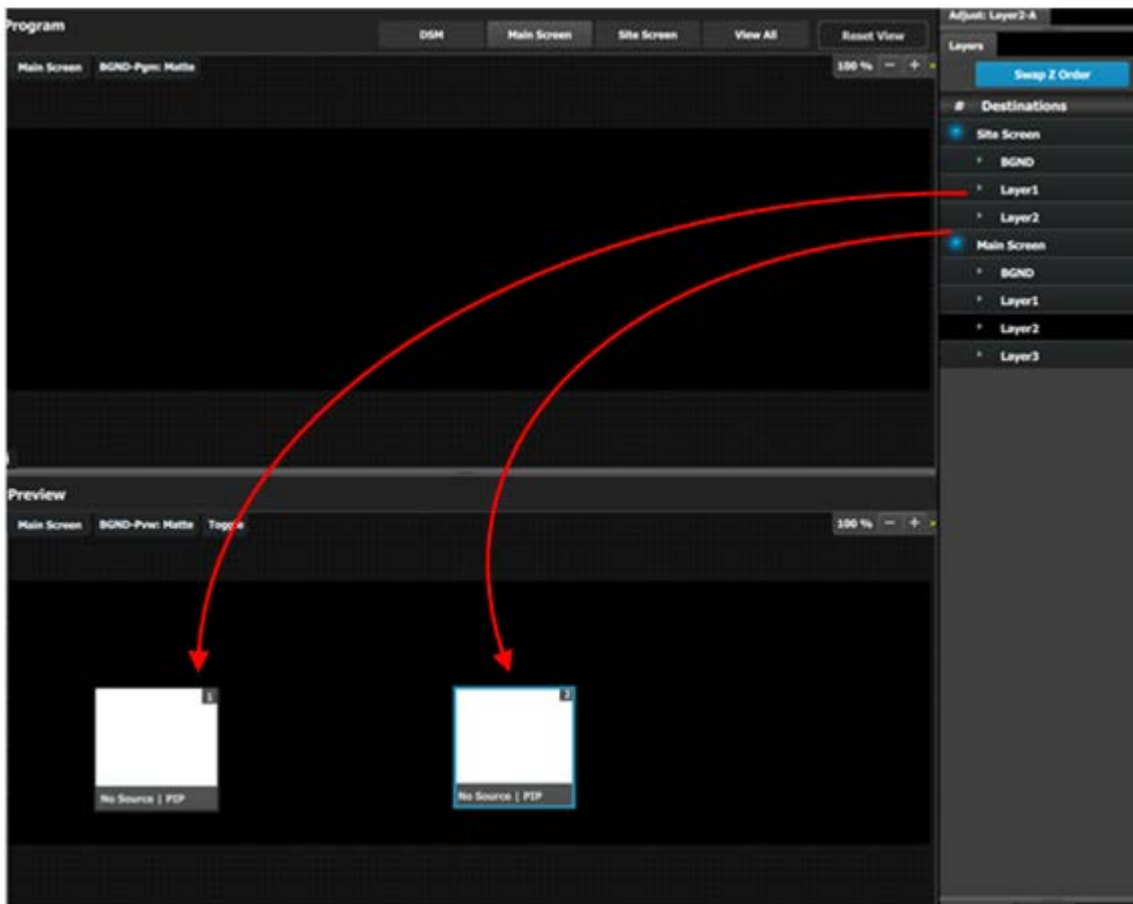 Program
DSM
Main Screen
Site Screen
View All
Reset View
Main Screen
BGND-Pgm: Matte
100 %
Adjust: Layer2-A
Layers
Swap Z Order
# Destinations
Site Screen
BGND
Layer1
Layer2
Main Screen
BGND
Layer1
Layer2
Layer3
Preview
Main Screen
BGND-Pvw: Matte
Toggle
100 %
1
No Source | PIP
No Source | PIP